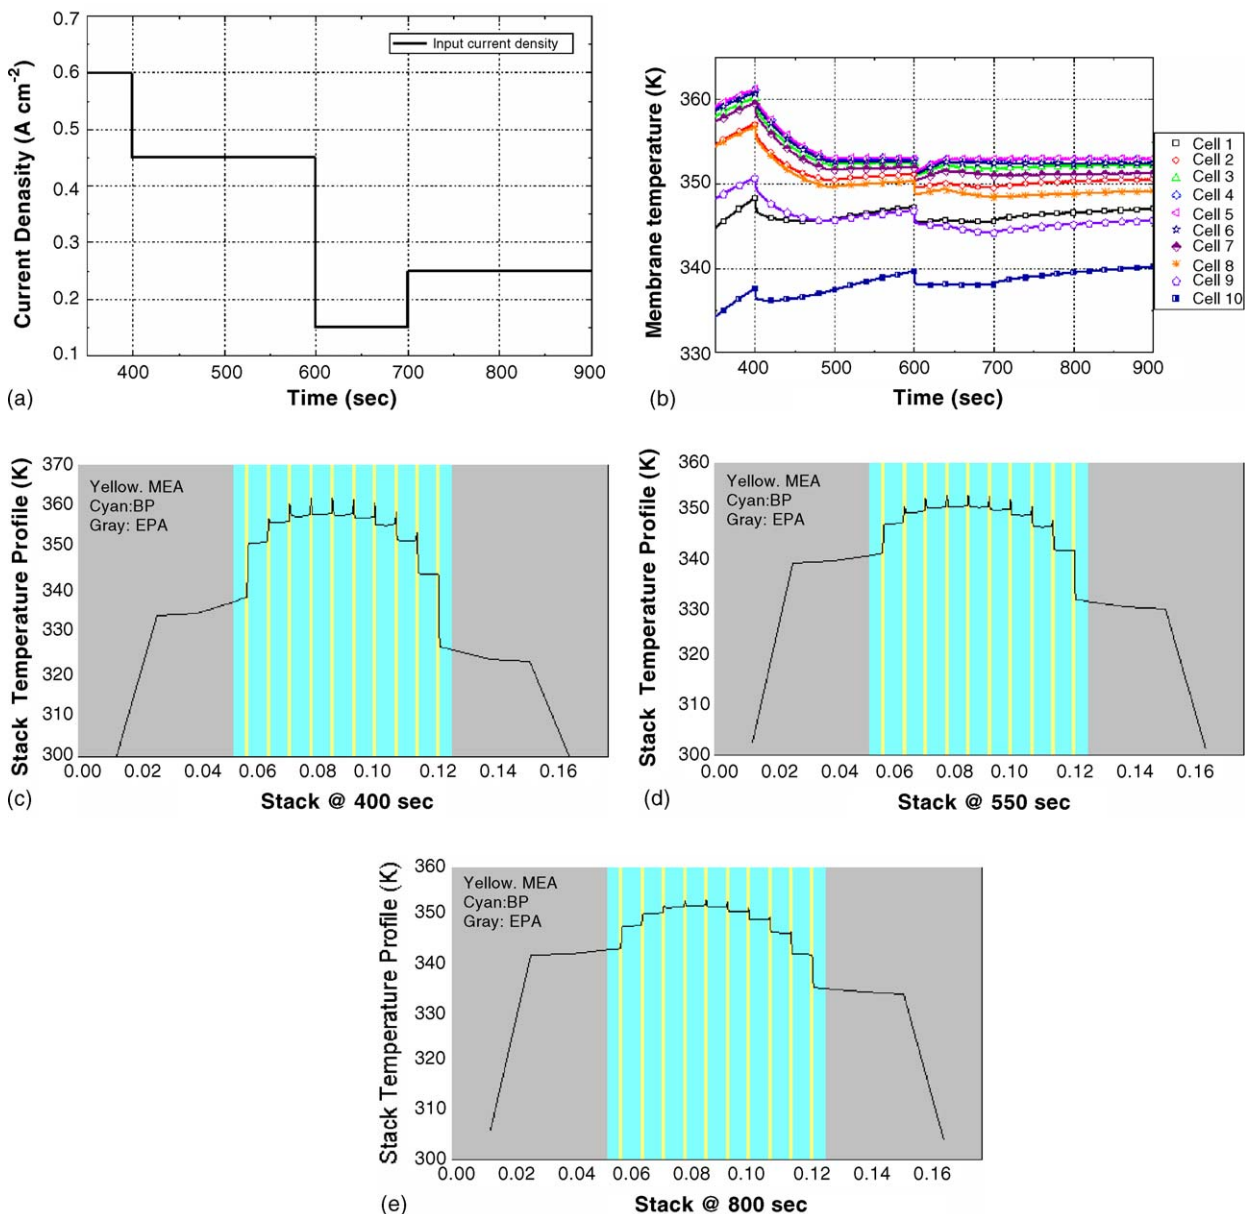 0.7
0.6
0.5
0.4
0.3
0.2
0.1
Current Denasity (A cm-2)
Input current density
400 500 600 700 800 900
Time (sec)
(a)
360
350
340
330
Membrane temperature (K)
400 500 600 700 800 900
Time (sec)
Cell 1
Cell 2
Cell 3
Cell 4
Cell 5
Cell 6
Cell 7
Cell 8
Cell 9
Cell 10
(b)
370
360
350
340
330
320
310
300
Stack Temperature Profile (K)
Yellow. MEA
Cyan:BP
Gray: EPA
0.00 0.02 0.04 0.06 0.08 0.10 0.12 0.14 0.16
Stack @ 400 sec
(c)
360
350
340
330
320
310
300
Stack Temperature Profile (K)
Yellow. MEA
Cyan:BP
Gray: EPA
0.00 0.02 0.04 0.06 0.08 0.10 0.12 0.14 0.16
Stack @ 550 sec
(d)
360
350
340
330
320
310
300
Stack Temperature Profile (K)
Yellow. MEA
Cyan:BP
Gray: EPA
0.00 0.02 0.04 0.06 0.08 0.10 0.12 0.14 0.16
Stack @ 800 sec
(e)